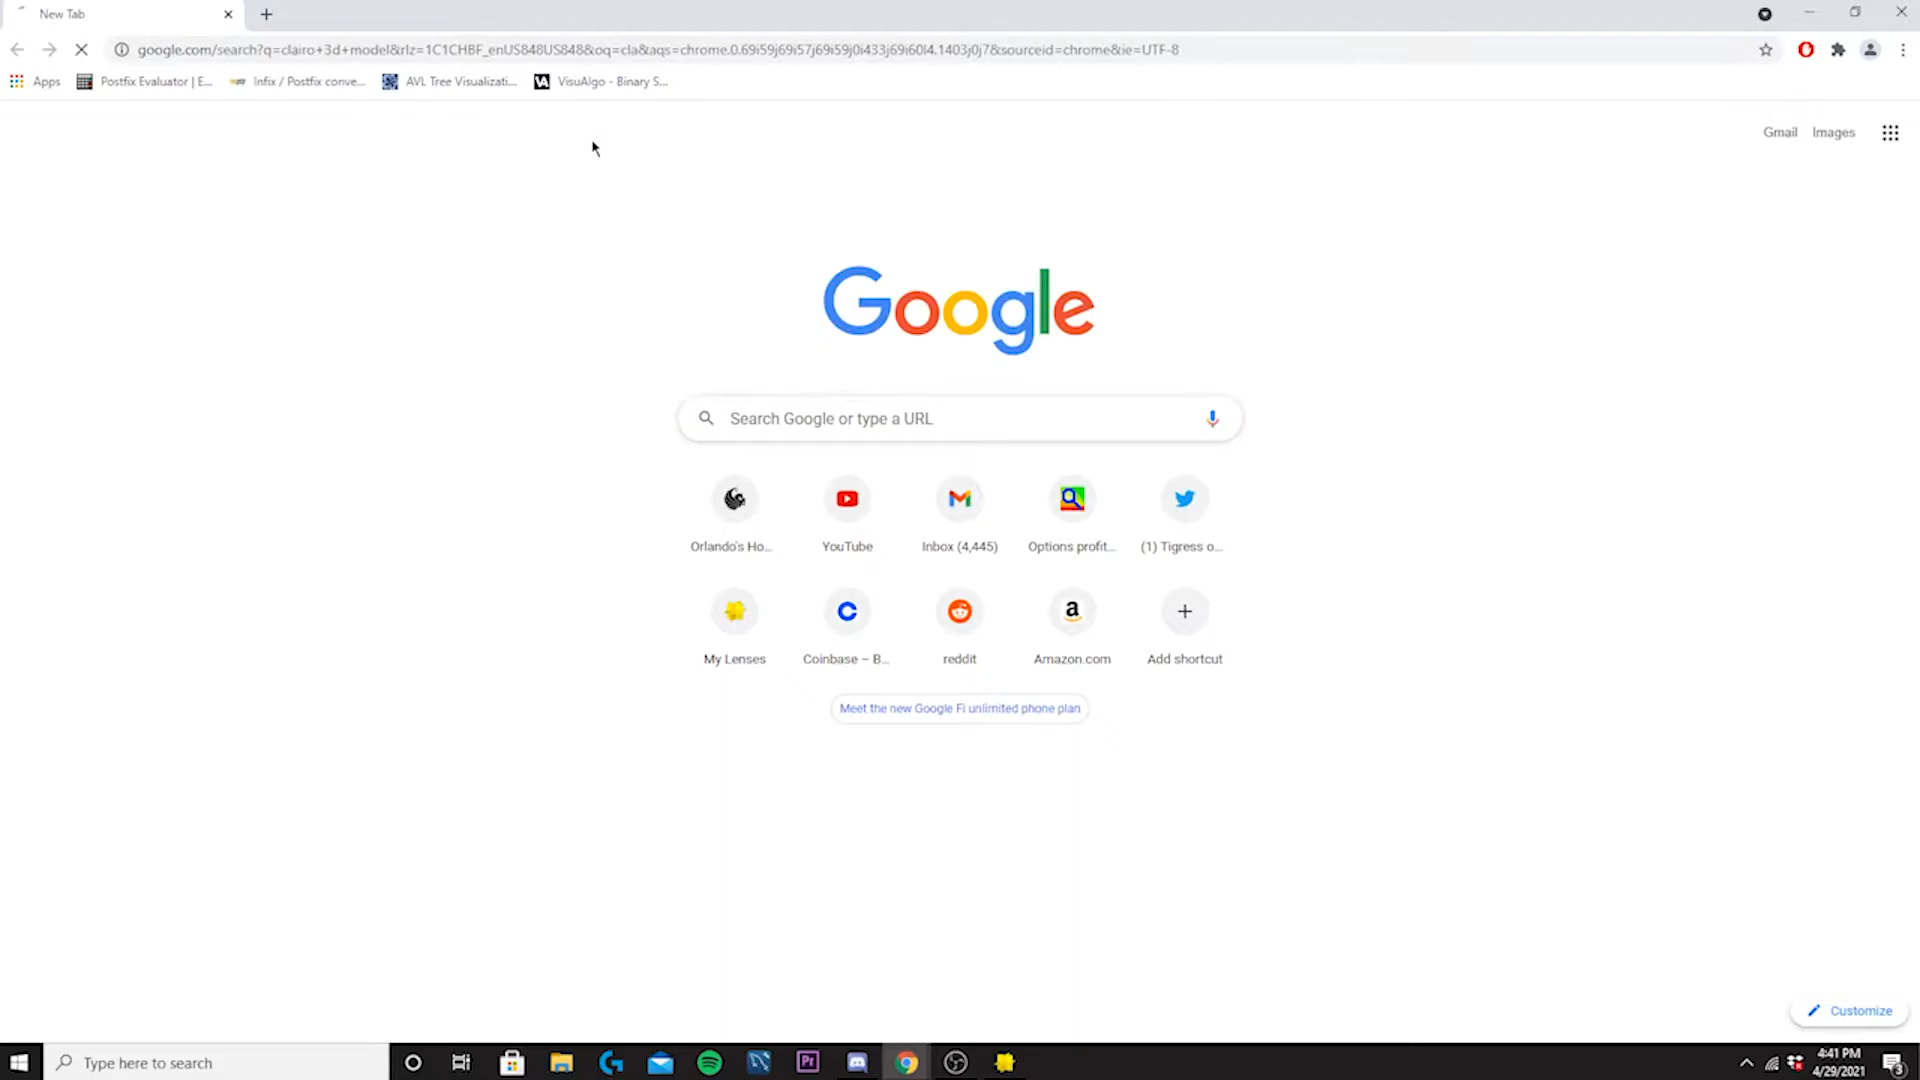 New Tab
google.com/search?q=clairo+3d+model&rlz=1C1CHBF_enUS848US848&oq=cla&aqs=chrome.0.69i59j69i57j69i59j0i433j69i60l4.1403j0j7&sourceid=chrome&ie=UTF-8
Apps Postfix Evaluator | E... Infix / Postfix conve... AVL Tree Visualizati... VisuAlgo - Binary S...
Gmail Images
Google
Search Google or type a URL
Orlando's Ho... YouTube Inbox (4,445) Options profit... (1) Tigress o...
My Lenses Coinbase – B... reddit Amazon.com Add shortcut
Meet the new Google Fi unlimited phone plan
Customize
Type here to search
4:41 PM
4/29/2021
3